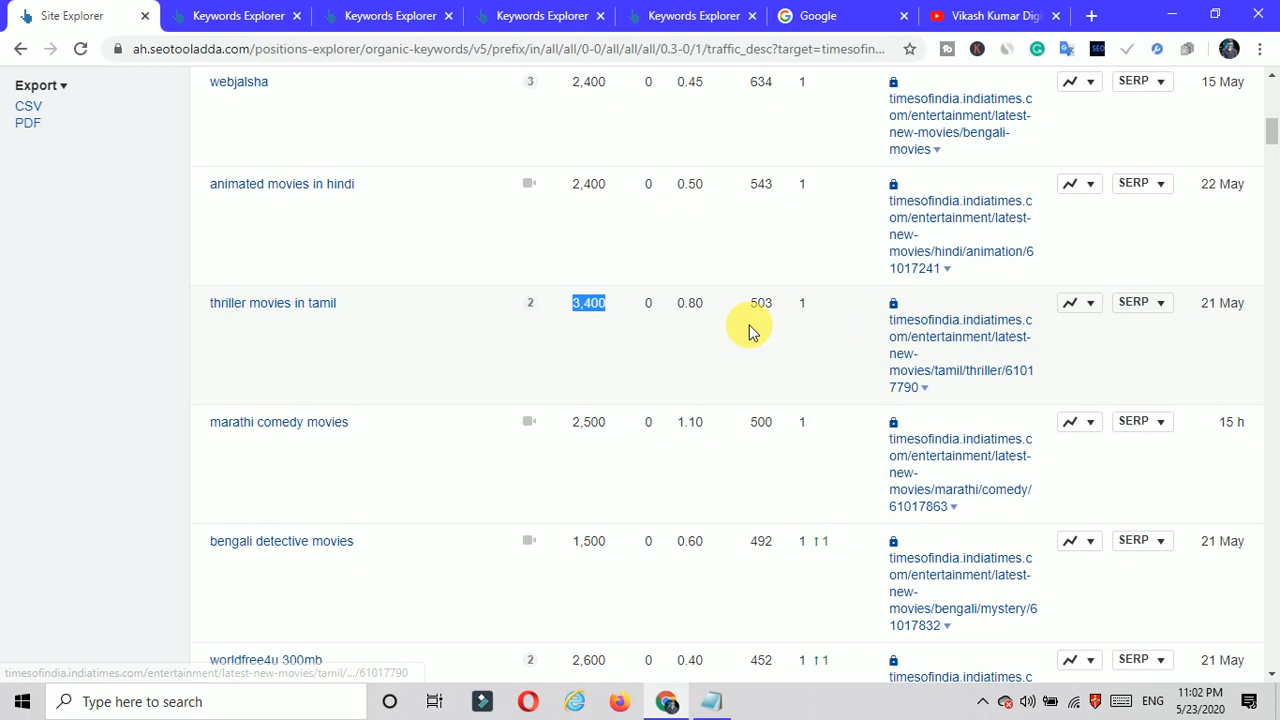 Site Explorer
Keywords Explorer
Keywords Explorer
Keywords Explorer
Keywords Explorer
Google
Vikash Kumar Digi
ah.seotooladda.com/positions-explorer/organic-keywords/v5/prefix/in/all/all/0-0/all/all/all/0.3-0/1/traffic_desc?target=timesofin...
Export
CSV
PDF
webjalsha 3 2,400 0 0.45 634 1 SERP 15 May
timesofindia.indiatimes.c
om/entertainment/latest-
new-movies/bengali-
movies
animated movies in hindi 2,400 0 0.50 543 1 SERP 22 May
timesofindia.indiatimes.c
om/entertainment/latest-
new-
movies/hindi/animation/6
1017241
thriller movies in tamil 2 3,400 0 0.80 503 1 SERP 21 May
timesofindia.indiatimes.c
om/entertainment/latest-
new-
movies/tamil/thriller/6101
7790
marathi comedy movies 2,500 0 1.10 500 1 SERP 15 h
timesofindia.indiatimes.c
om/entertainment/latest-
new-
movies/marathi/comedy/
61017863
bengali detective movies 1,500 0 0.60 492 1 ↑1 SERP 21 May
timesofindia.indiatimes.c
om/entertainment/latest-
new-
movies/bengali/mystery/6
1017832
worldfree4u 300mb 2 2,600 0 0.40 452 1 ↑1 SERP 21 May
timesofindia.indiatimes.c
timesofindia.indiatimes.com/entertainment/latest-new-movies/tamil/.../61017790
Type here to search
ENG
11:02 PM
5/23/2020